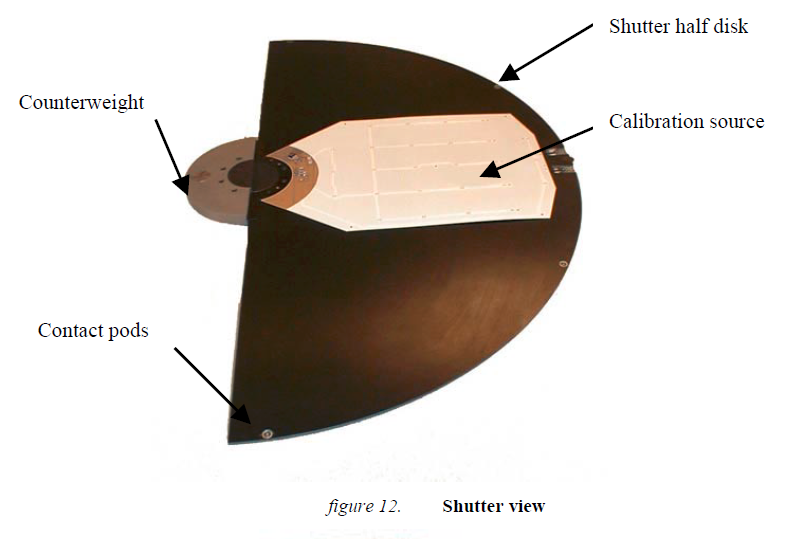 Shutter half disk
Counterweight
Calibration source
Contact pods
figure 12. Shutter view